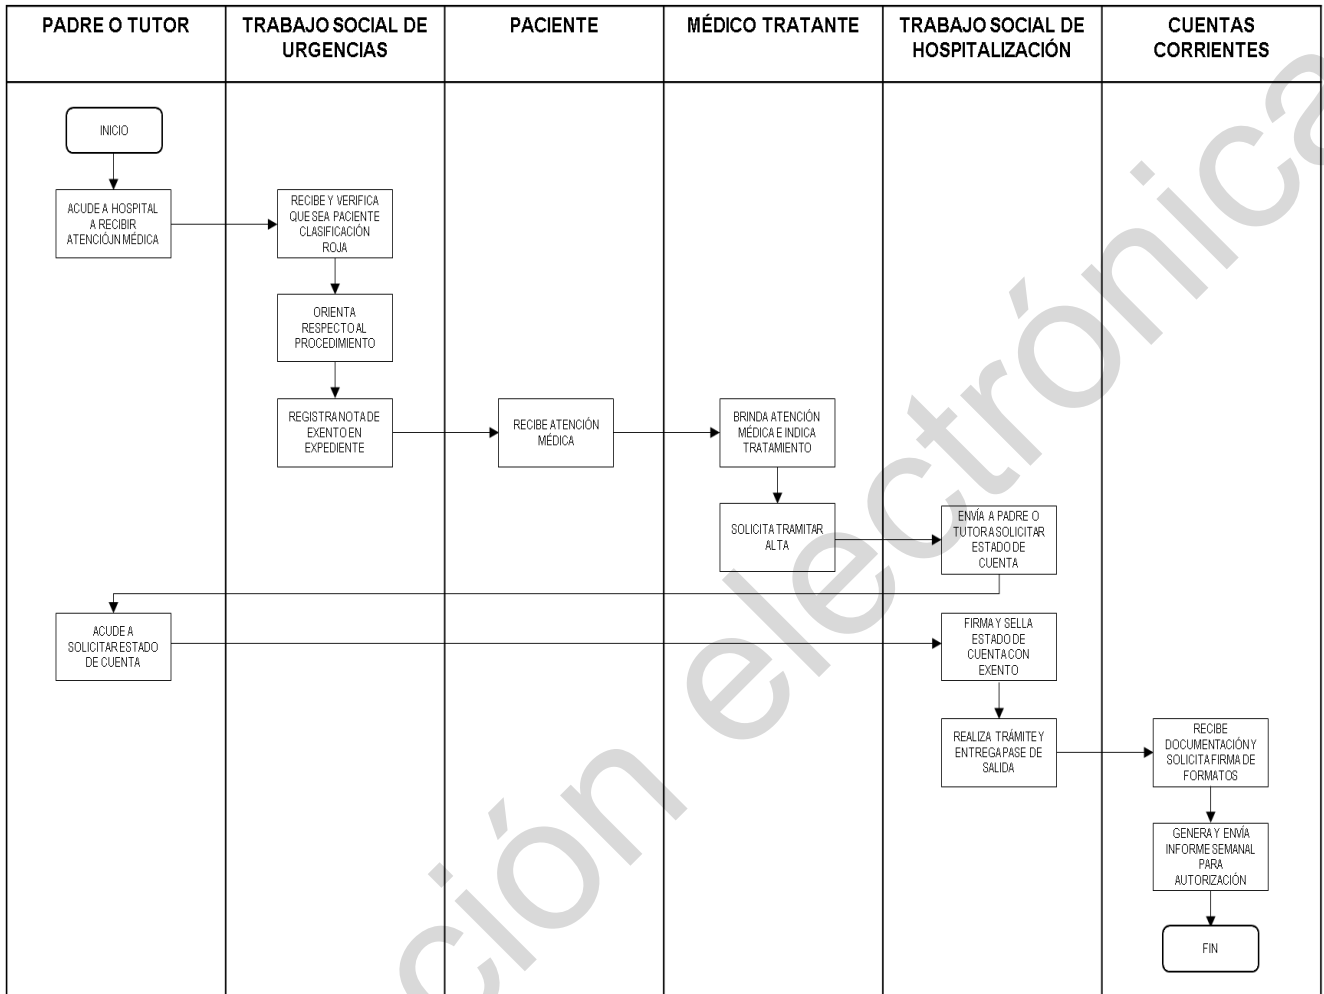 PADRE O TUTOR
TRABAJO SOCIAL DE
URGENCIAS
PACIENTE
MÉDICO TRATANTE
TRABAJO SOCIAL DE
HOSPITALIZACIÓN
CUENTAS
CORRIENTES
INICIO
ACUDE A HOSPITAL
A RECIBIR
ATENCIÓJN MÉDICA
RECIBE Y VERIFICA
QUE SEA PACIENTE
CLASIFICACIÓN
ROJA
ORIENTA
RESPECTO AL
PROCEDIMIENTO
REGISTRA NOTA DE
EXENTO EN
EXPEDIENTE
RECIBE ATENCIÓN
MÉDICA
BRINDA ATENCIÓN
MÉDICA E INDICA
TRATAMIENTO
SOLICITA TRAMITAR
ALTA
ENVÍA A PADRE O
TUTOR A SOLICITAR
ESTADO DE
CUENTA
ACUDE A
SOLICITAR ESTADO
DE CUENTA
FIRMA Y SELLA
ESTADO DE
CUENTA CON
EXENTO
REALIZA TRÁMITE Y
ENTREGA PASE DE
SALIDA
RECIBE
DOCUMENTACIÓN Y
SOLICITA FIRMA DE
FORMATOS
GENERA Y ENVÍA
INFORME SEMANAL
PARA
AUTORIZACIÓN
FIN
ción electrónica